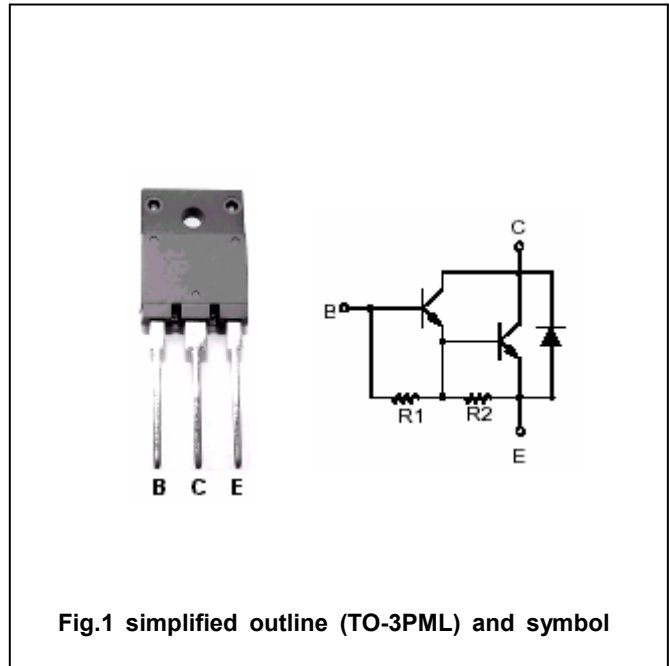 C
B
R1 R2
E
B C E
Fig.1 simplified outline (TO-3PML) and symbol